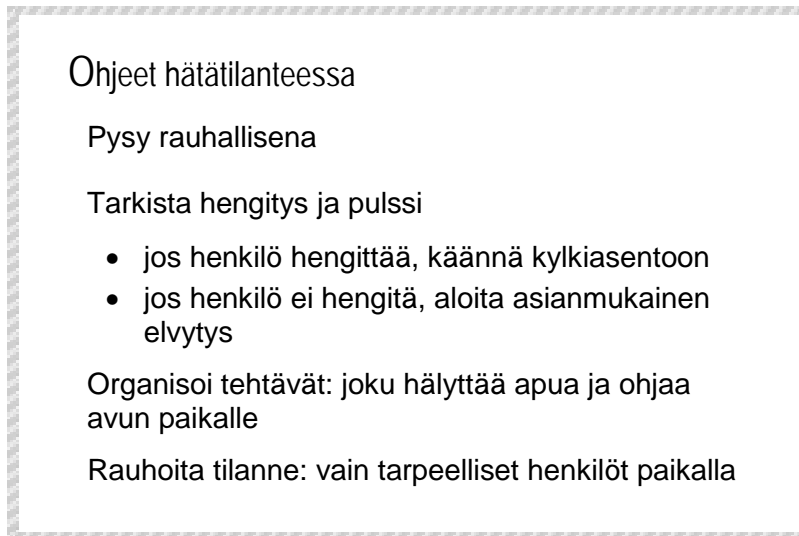 Ohjeet hätätilanteessa
Pysy rauhallisena
Tarkista hengitys ja pulssi
• jos henkilö hengittää, käännä kylkiasentoon
• jos henkilö ei hengitä, aloita asianmukainen
elvytys
Organisoi tehtävät: joku hälyttää apua ja ohjaa
avun paikalle
Rauhoita tilanne: vain tarpeelliset henkilöt paikalla